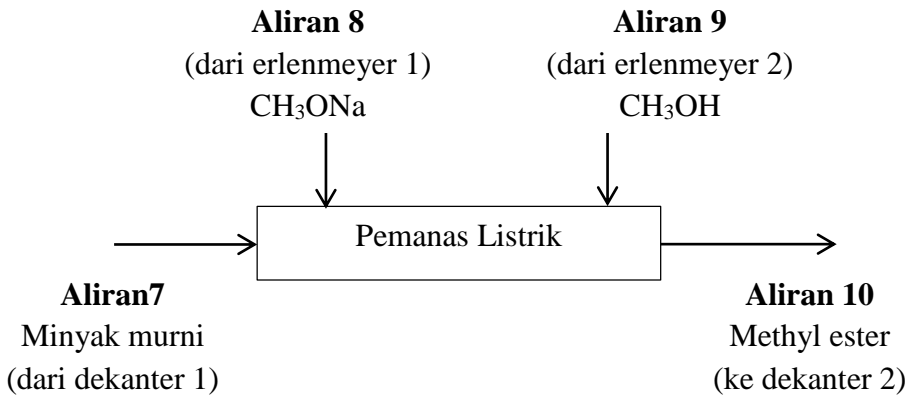 Aliran 8
(dari erlenmeyer 1)
CH₃ONa
Aliran 9
(dari erlenmeyer 2)
CH₃OH
Pemanas Listrik
Aliran7
Minyak murni
(dari dekanter 1)
Aliran 10
Methyl ester
(ke dekanter 2)